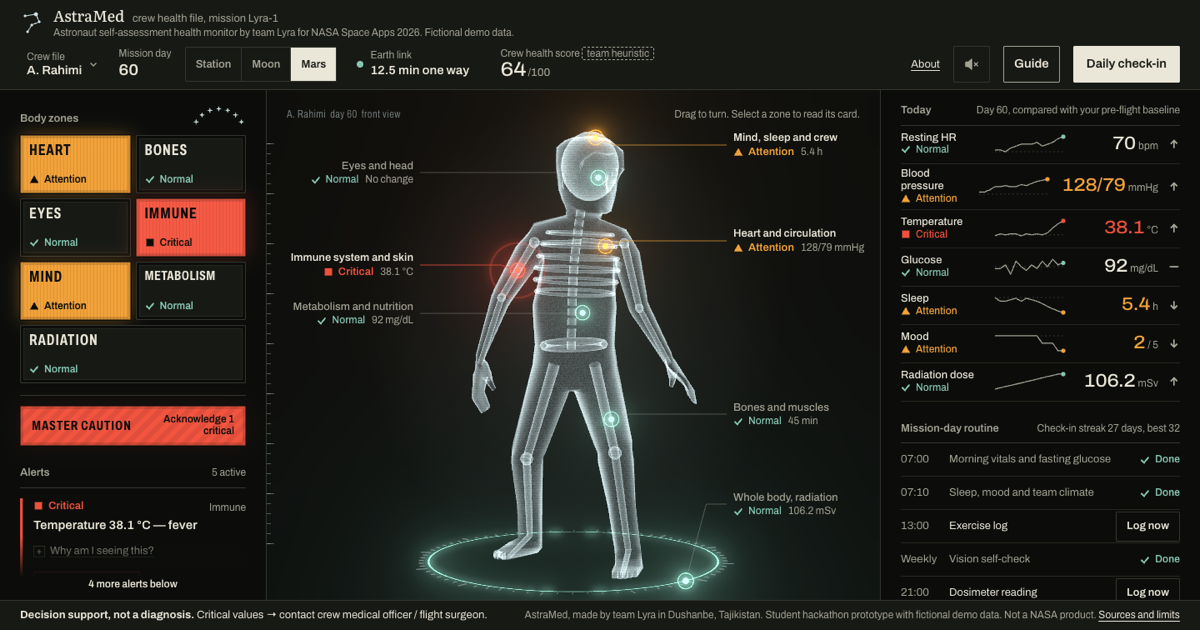 AstraMed crew health file, mission Lyra-1
Astronaut self-assessment health monitor by team Lyra for NASA Space Apps 2026. Fictional demo data.
Crew file
A. Rahimi
Mission day
60
Station Moon Mars
Earth link
12.5 min one way
Crew health score team heuristic
64/100
About
Guide
Daily check-in
Body zones
HEART
Attention
BONES
Normal
EYES
Normal
IMMUNE
Critical
MIND
Attention
METABOLISM
Normal
RADIATION
Normal
MASTER CAUTION
Acknowledge 1
critical
Alerts 5 active
Critical Immune
Temperature 38.1 °C — fever
+ Why am I seeing this?
4 more alerts below
A. Rahimi day 60 front view
Drag to turn. Select a zone to read its card.
Mind, sleep and crew
Attention 5.4 h
Eyes and head
Normal No change
Heart and circulation
Attention 128/79 mmHg
Immune system and skin
Critical 38.1 °C
Metabolism and nutrition
Normal 92 mg/dL
Bones and muscles
Normal 45 min
Whole body, radiation
Normal 106.2 mSv
Today Day 60, compared with your pre-flight baseline
Resting HR
Normal
70 bpm ↑
Blood
pressure
Attention
128/79 mmHg ↑
Temperature
Critical
38.1 °C ↑
Glucose
Normal
92 mg/dL –
Sleep
Attention
5.4 h ↓
Mood
Attention
2 / 5 ↓
Radiation dose
Normal
106.2 mSv ↑
Mission-day routine Check-in streak 27 days, best 32
07:00 Morning vitals and fasting glucose Done
07:10 Sleep, mood and team climate Done
13:00 Exercise log Log now
Weekly Vision self-check Done
21:00 Dosimeter reading Log now
Decision support, not a diagnosis. Critical values → contact crew medical officer / flight surgeon.
AstraMed, made by team Lyra in Dushanbe, Tajikistan. Student hackathon prototype with fictional demo data. Not a NASA product. Sources and limits